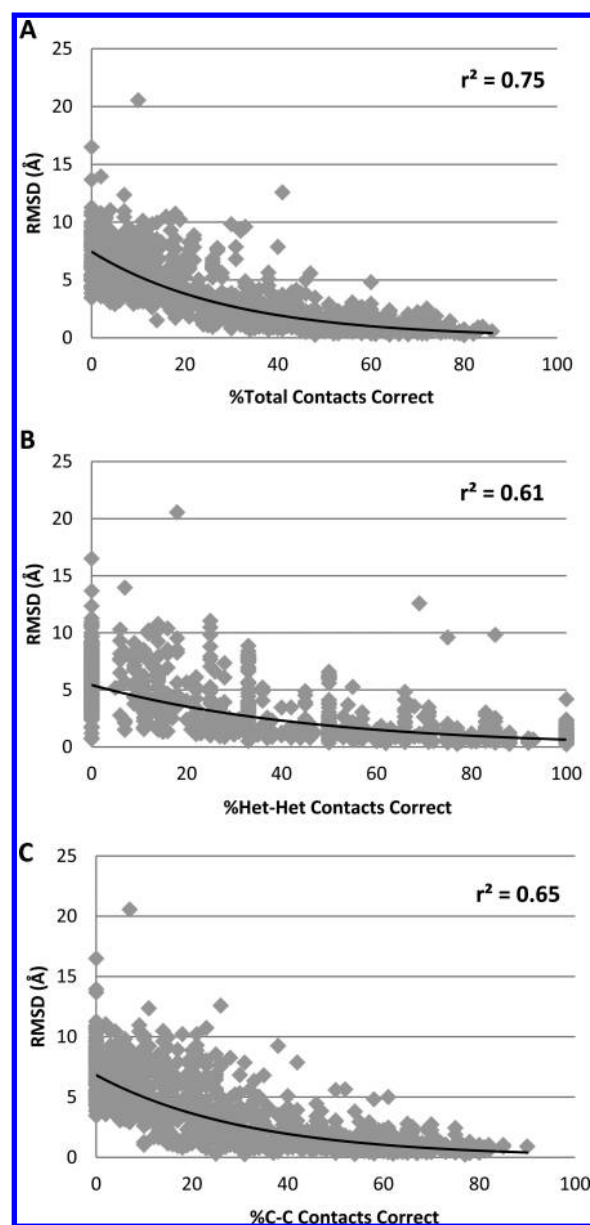 A
r² = 0.75
25
20
15
10
5
0
RMSD (Å)
0 20 40 60 80 100
%Total Contacts Correct
B
r² = 0.61
25
20
15
10
5
0
RMSD (Å)
0 20 40 60 80 100
%Het-Het Contacts Correct
C
r² = 0.65
25
20
15
10
5
0
RMSD (Å)
0 20 40 60 80 100
%C-C Contacts Correct